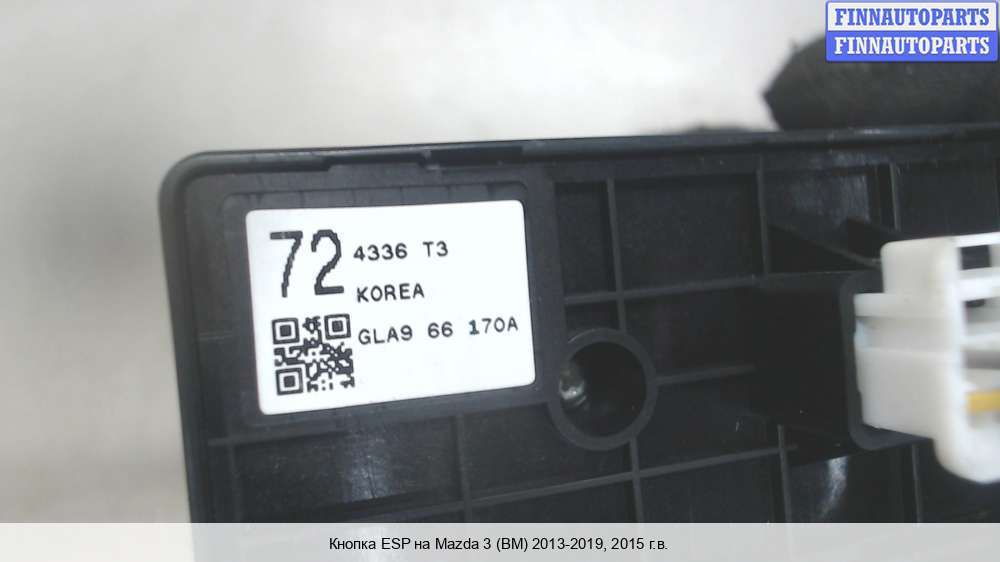 FINNAUTOPARTS
FINNAUTOPARTS
72 4336 T3
KOREA
GLA9 66 170A
Кнопка ESP на Mazda 3 (BM) 2013-2019, 2015 г.в.